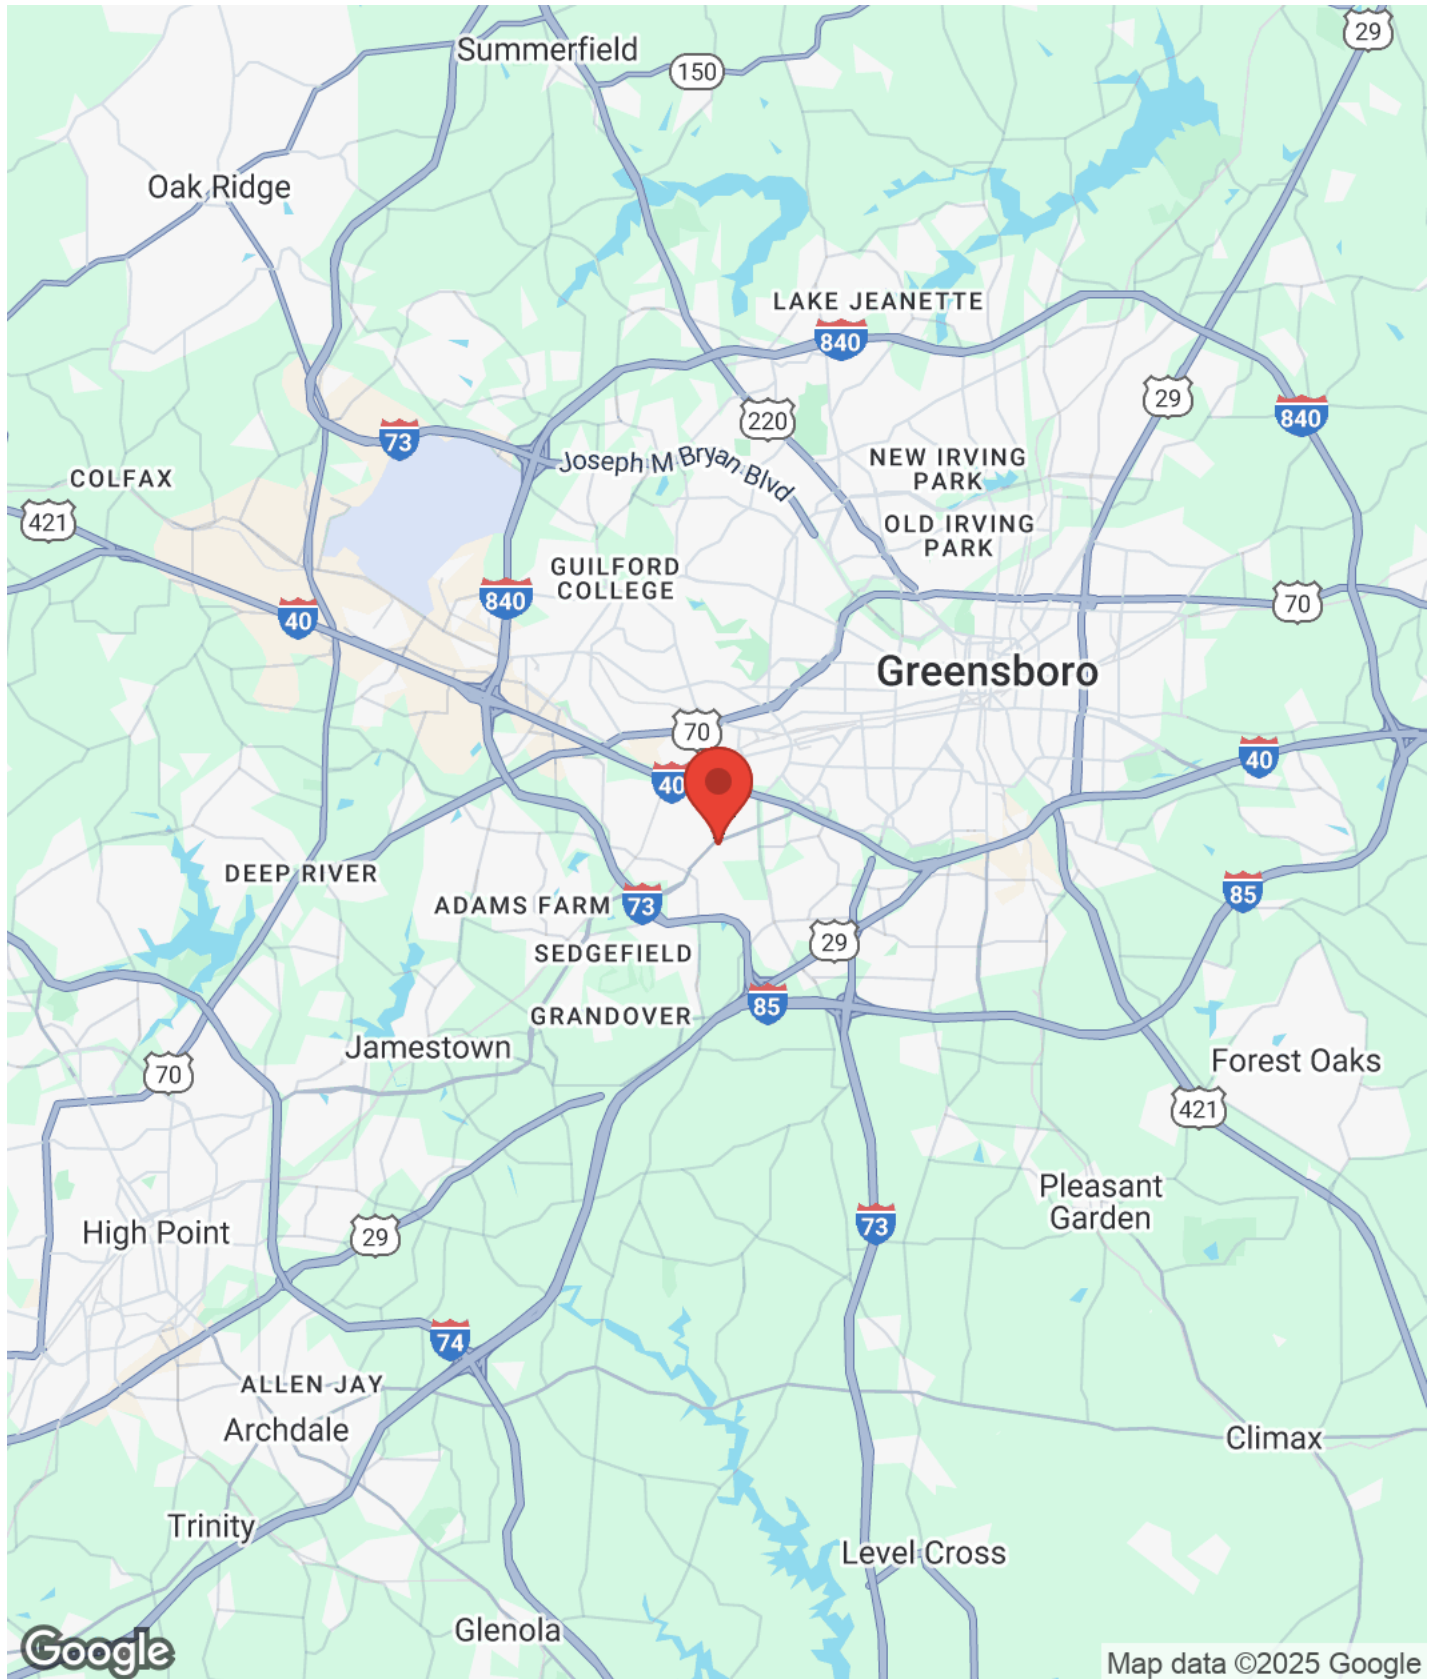 29
Summerfield
150
Oak Ridge
LAKE JEANETTE
840
29
220
840
73
Joseph M Bryan Blvd
NEW IRVING
PARK
COLFAX
421
OLD IRVING
PARK
GUILFORD
COLLEGE
840
70
40
Greensboro
70
40
40
DEEP RIVER
85
ADAMS FARM
73
29
SEDGEFIELD
85
GRANDOVER
Jamestown
Forest Oaks
70
421
Pleasant
Garden
High Point
29
73
74
ALLEN JAY
Archdale
Climax
Trinity
Level Cross
Glenola
Google
Map data ©2025 Google